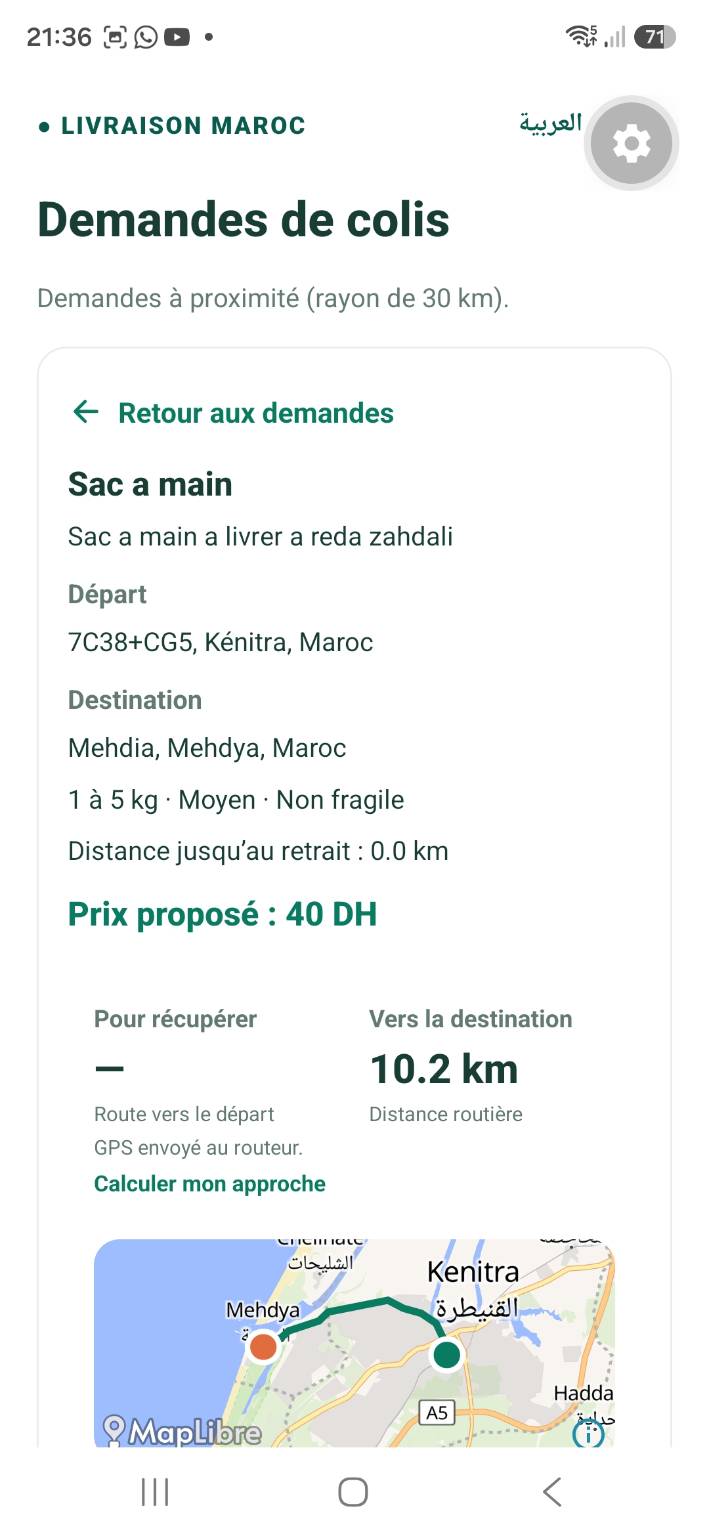 21:36
5
71
LIVRAISON MAROC
العربية
Demandes de colis
Demandes à proximité (rayon de 30 km).
← Retour aux demandes
Sac a main
Sac a main a livrer a reda zahdali
Départ
7C38+CG5, Kénitra, Maroc
Destination
Mehdia, Mehdya, Maroc
1 à 5 kg · Moyen · Non fragile
Distance jusqu’au retrait : 0.0 km
Prix proposé : 40 DH
Pour récupérer
Vers la destination
—
10.2 km
Route vers le départ
Distance routière
GPS envoyé au routeur.
Calculer mon approche
الشليحات
Kenitra
القنيطرة
Mehdya
A5
Hadda
MapLibre